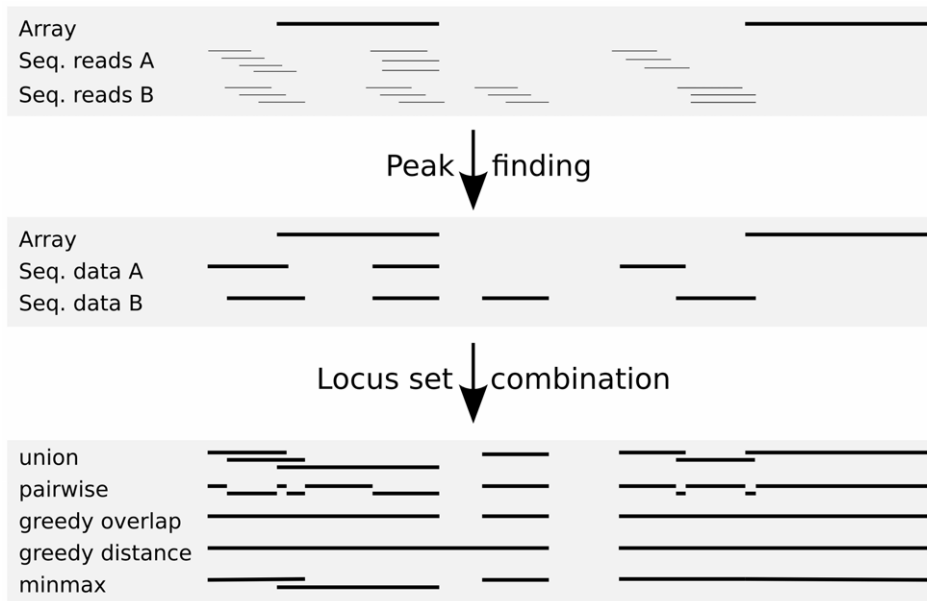 Array
Seq. reads A
Seq. reads B
Peak finding
Array
Seq. data A
Seq. data B
Locus set combination
union
pairwise
greedy overlap
greedy distance
minmax